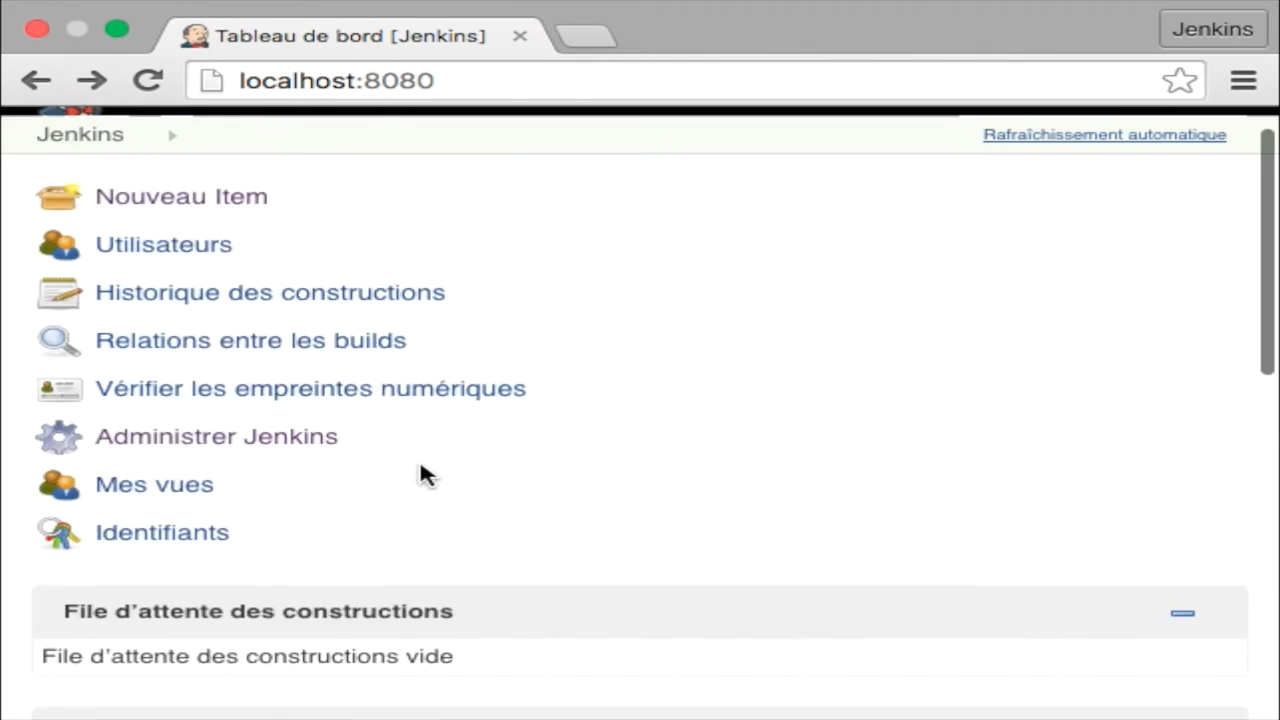 Tableau de bord [Jenkins]
Jenkins
localhost:8080
Jenkins
Rafraîchissement automatique
Nouveau Item
Utilisateurs
Historique des constructions
Relations entre les builds
Vérifier les empreintes numériques
Administrer Jenkins
Mes vues
Identifiants
File d’attente des constructions
File d’attente des constructions vide